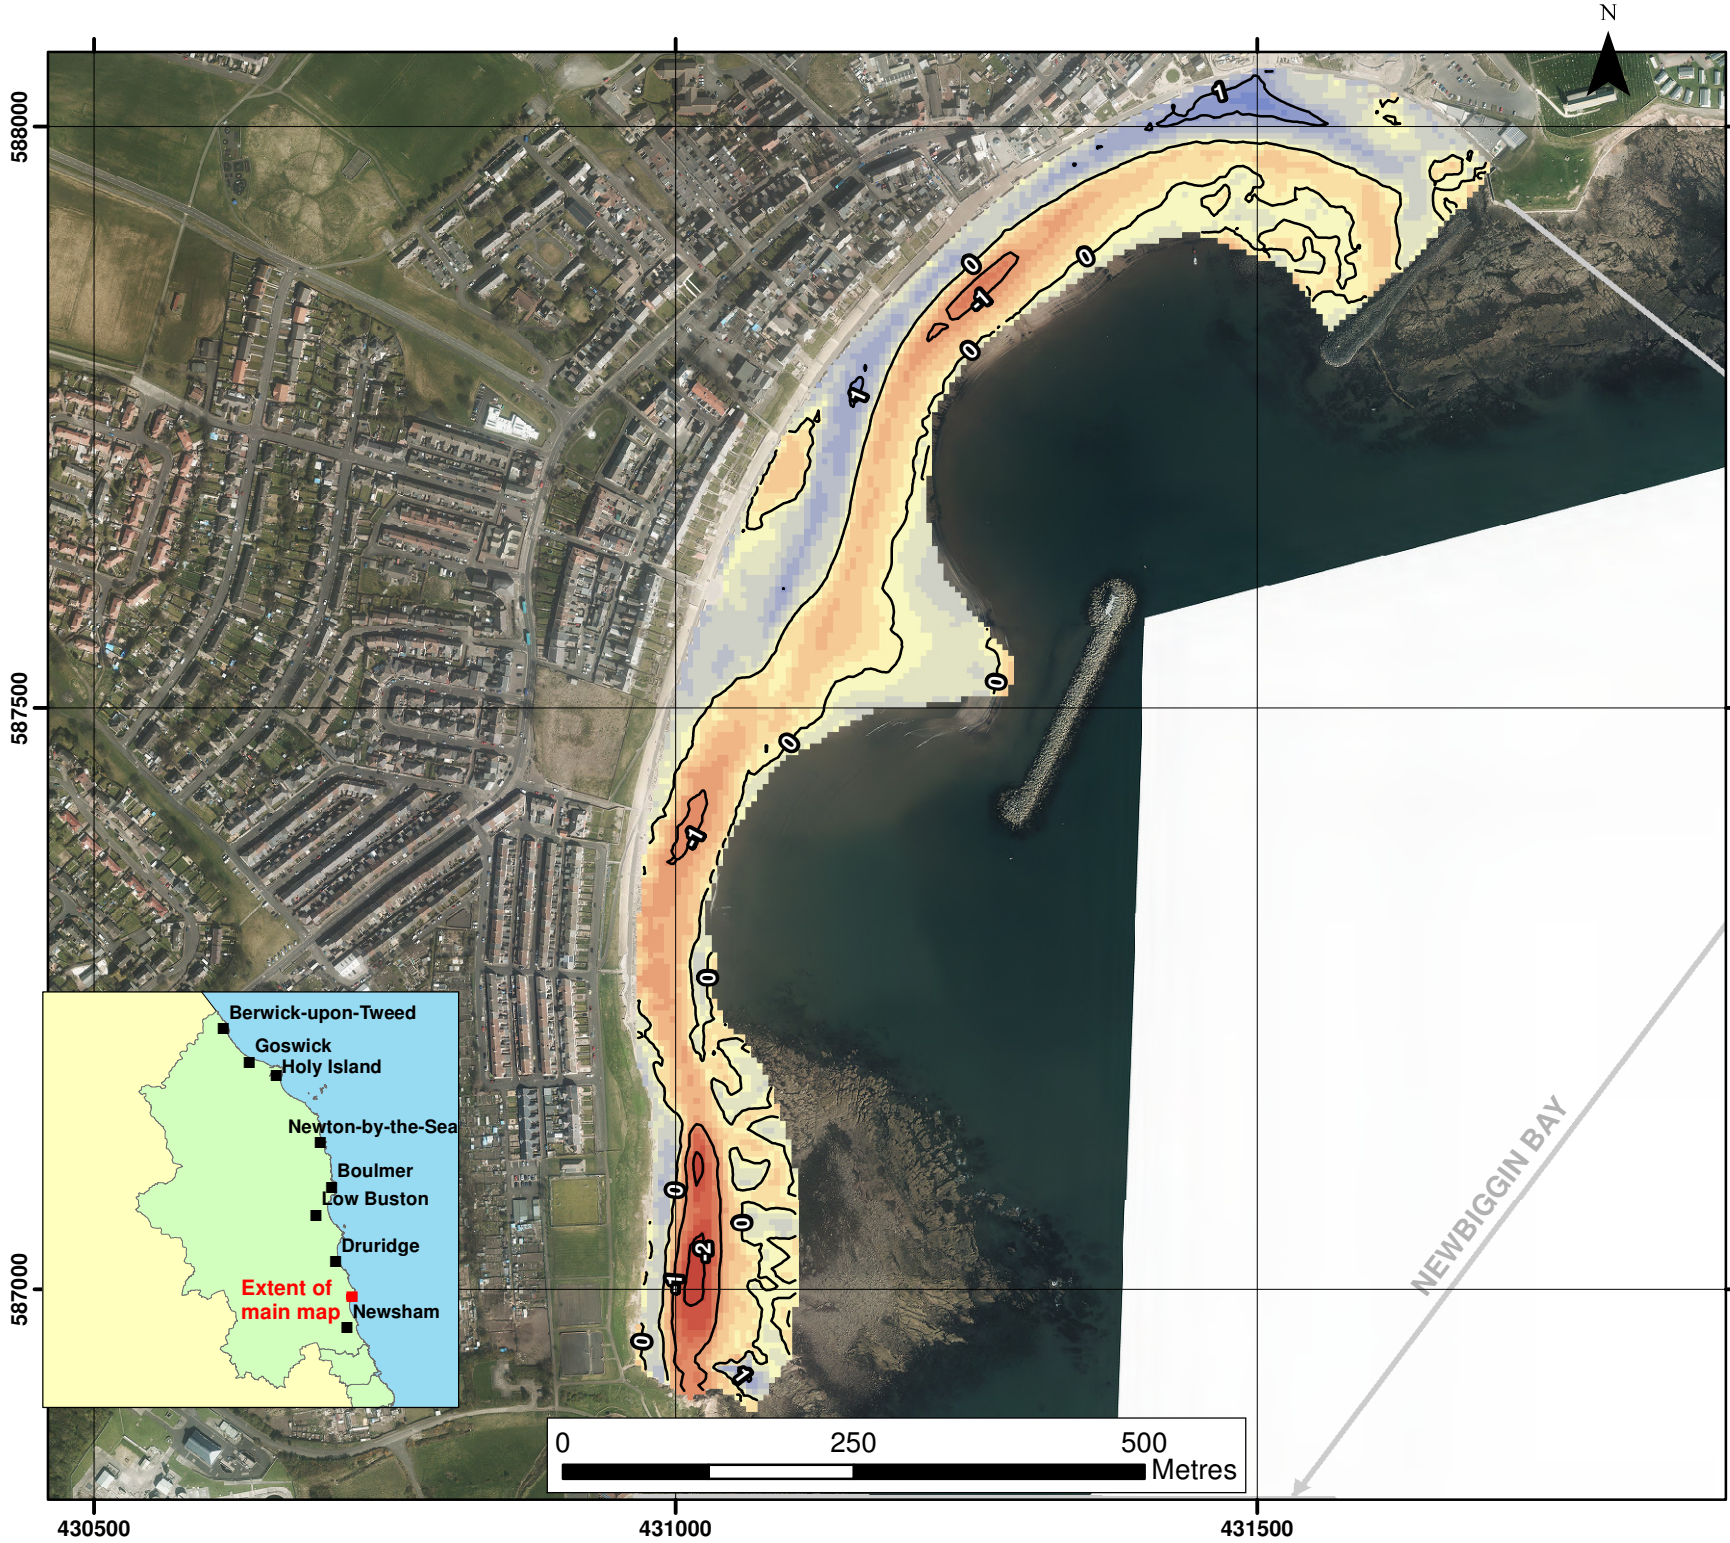 N
588000
1
0
0
-1
0
1
587500
0
0
-1
0
Berwick-upon-Tweed
Goswick
Holy Island
Newton-by-the-Sea
Boulmer
Low Buston
Druridge
Extent of
main map
Newsham
NEWBIGGIN BAY
0
0
-2
-1
587000
0
1
0 250 500
Metres
430500 431000 431500